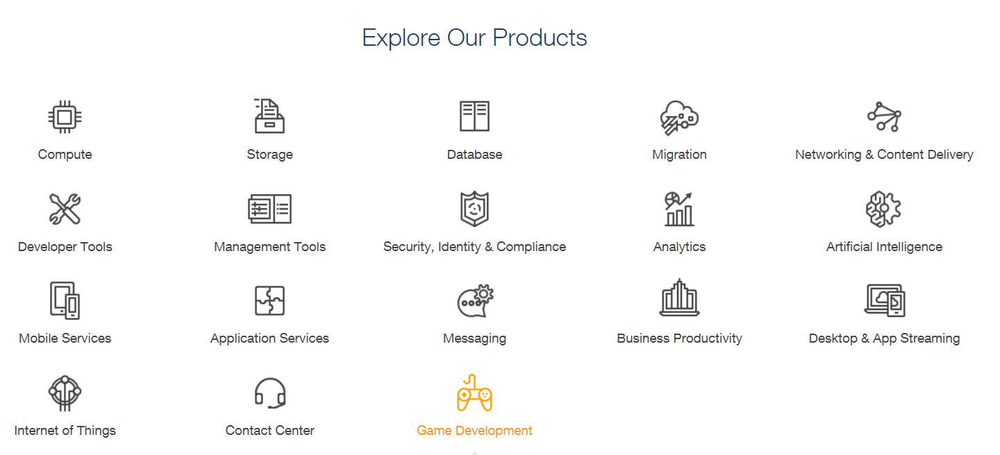 Explore Our Products
Compute
Storage
Database
Migration
Networking & Content Delivery
Developer Tools
Management Tools
Security, Identity & Compliance
Analytics
Artificial Intelligence
Mobile Services
Application Services
Messaging
Business Productivity
Desktop & App Streaming
Internet of Things
Contact Center
Game Development